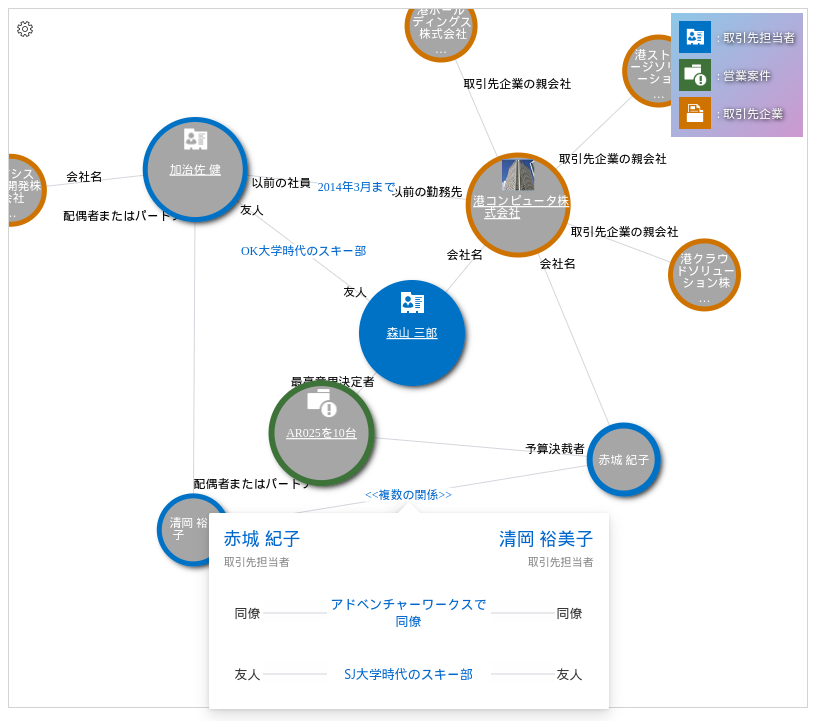 港ホール
ディングス
株式会社
…
: 取引先担当者
: 営業案件
: 取引先企業
港スト
ージソリ
ーショ
…
取引先企業の親会社
取引先企業の親会社
取引先企業の親会社
加治佐 健
会社名
シス
開発株
会社
…
配偶者またはパートナ
以前の社員
2014年3月まで
以前の勤務先
友人
OK大学時代のスキー部
友人
港コンピュータ株
式会社
会社名
会社名
港クラウ
ドソリュー
ション株
…
森山 三郎
最高意思決定者
AR025を10台
予算決裁者
赤城 紀子
配偶者またはパートナ
<<複数の関係>>
清岡 裕
子
赤城 紀子
清岡 裕美子
取引先担当者
取引先担当者
同僚
アドベンチャーワークスで
同僚
同僚
友人
SJ大学時代のスキー部
友人